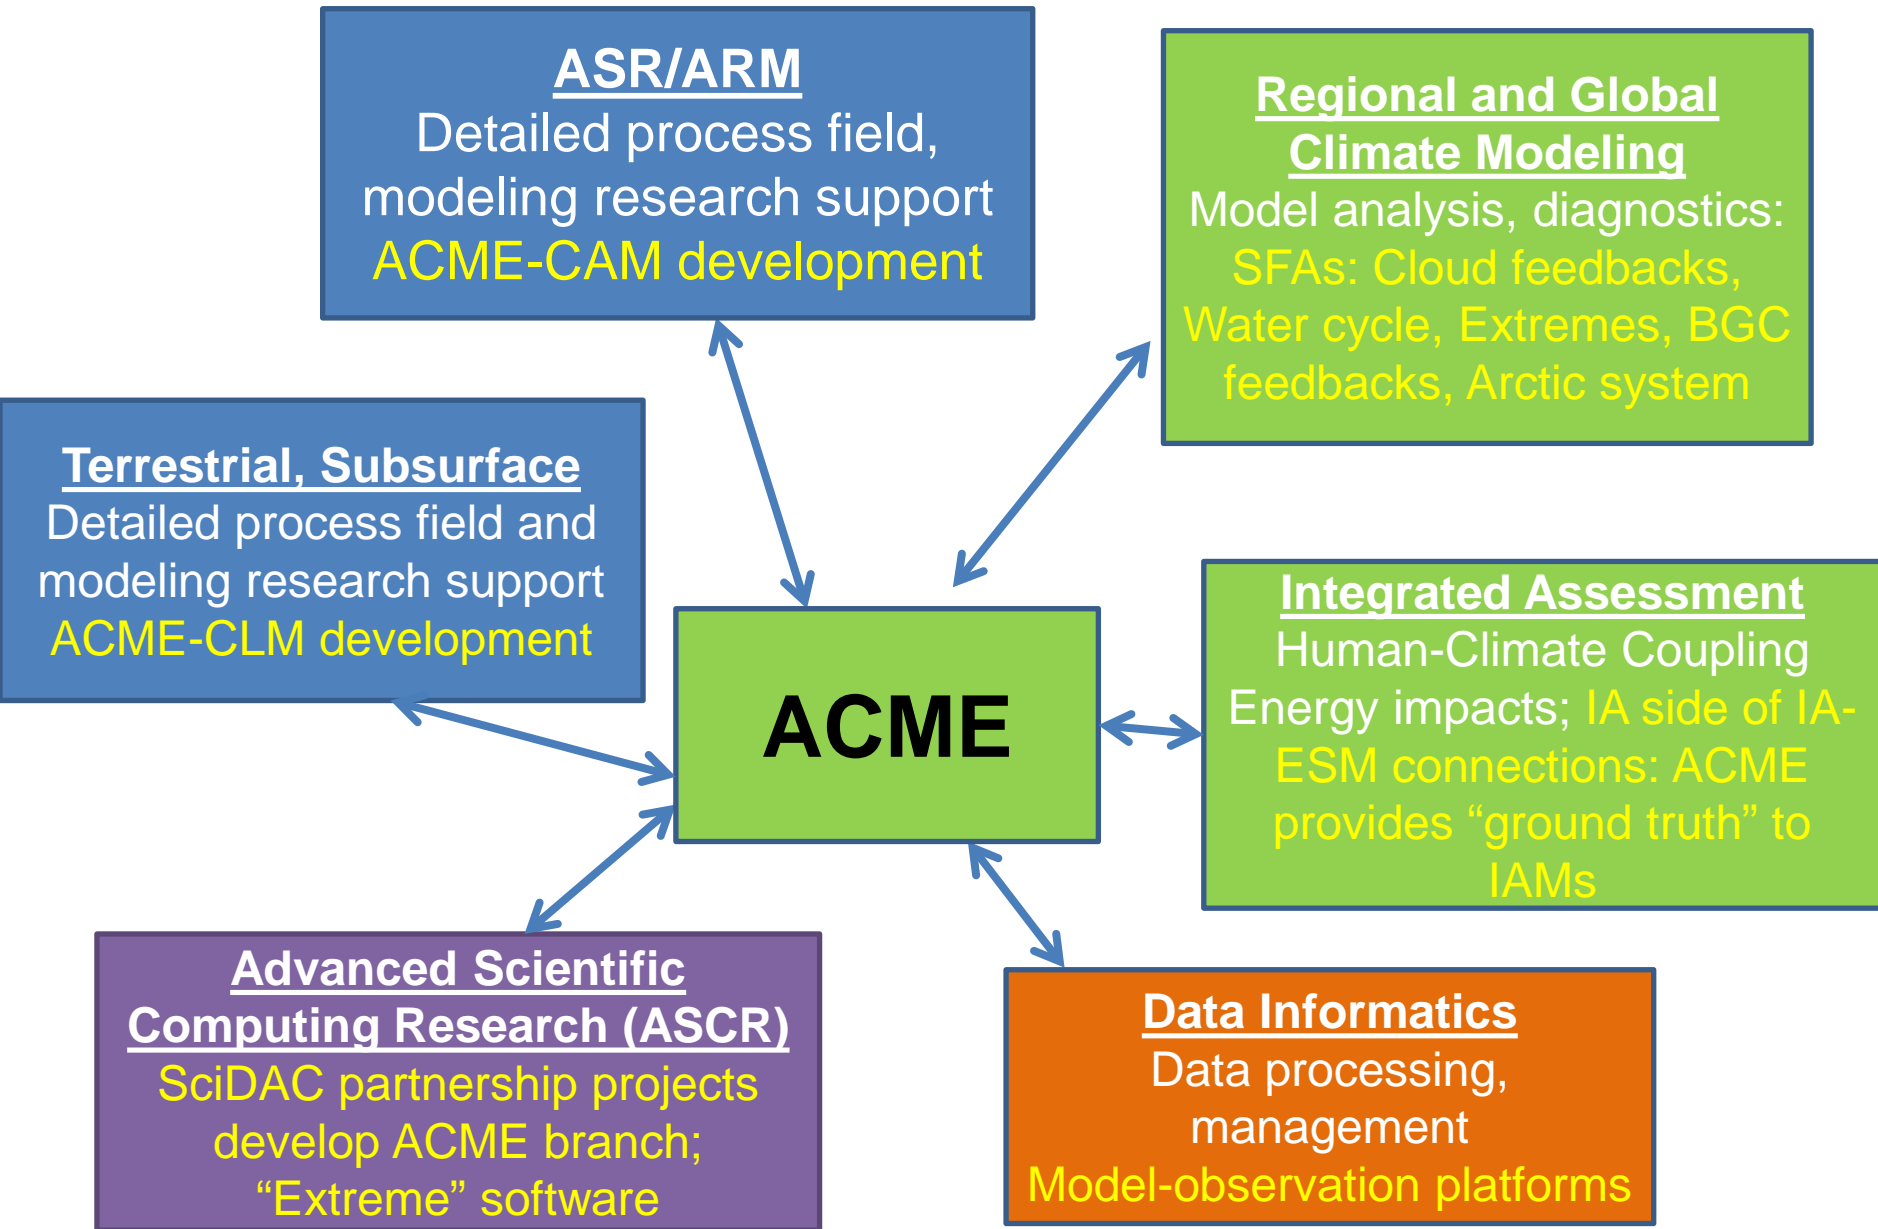 ASR/ARM
Detailed process field,
modeling research support
ACME-CAM development
Regional and Global
Climate Modeling
Model analysis, diagnostics:
SFAs: Cloud feedbacks,
Water cycle, Extremes, BGC
feedbacks, Arctic system
Terrestrial, Subsurface
Detailed process field and
modeling research support
ACME-CLM development
ACME
Integrated Assessment
Human-Climate Coupling
Energy impacts; IA side of IA-
ESM connections: ACME
provides “ground truth” to
IAMs
Advanced Scientific
Computing Research (ASCR)
SciDAC partnership projects
develop ACME branch;
“Extreme” software
Data Informatics
Data processing,
management
Model-observation platforms